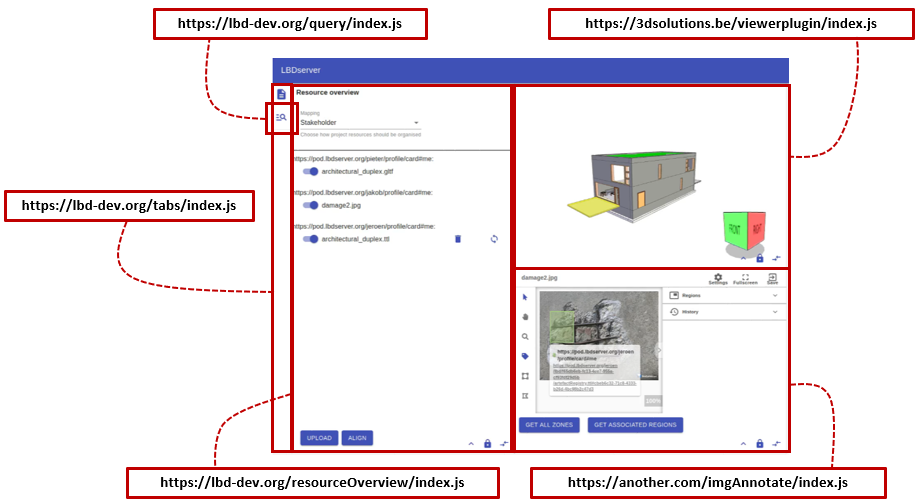 https://lbd-dev.org/query/index.js
https://3dsolutions.be/viewerplugin/index.js
LBDserver
Resource overview
Mapping
Stakeholder
Choose how project resources should be organised
https://pod.lbdserver.org/pieter/profile/card#me:
architectural_duplex.gltf
https://lbd-dev.org/tabs/index.js
https://pod.lbdserver.org/jakob/profile/card#me:
damage2.jpg
https://pod.lbdserver.org/jeroen/profile/card#me:
architectural_duplex.ttl
FRONT
RIGHT
damage2.jpg
Settings
Fullscreen
Save
Regions
History
https://pod.lbdserver.org/jeroen
/profile/card#me
https://pod.lbdserver.org/jeroen
100%
GET ALL ZONES
GET ASSOCIATED REGIONS
UPLOAD
ALIGN
https://lbd-dev.org/resourceOverview/index.js
https://another.com/imgAnnotate/index.js